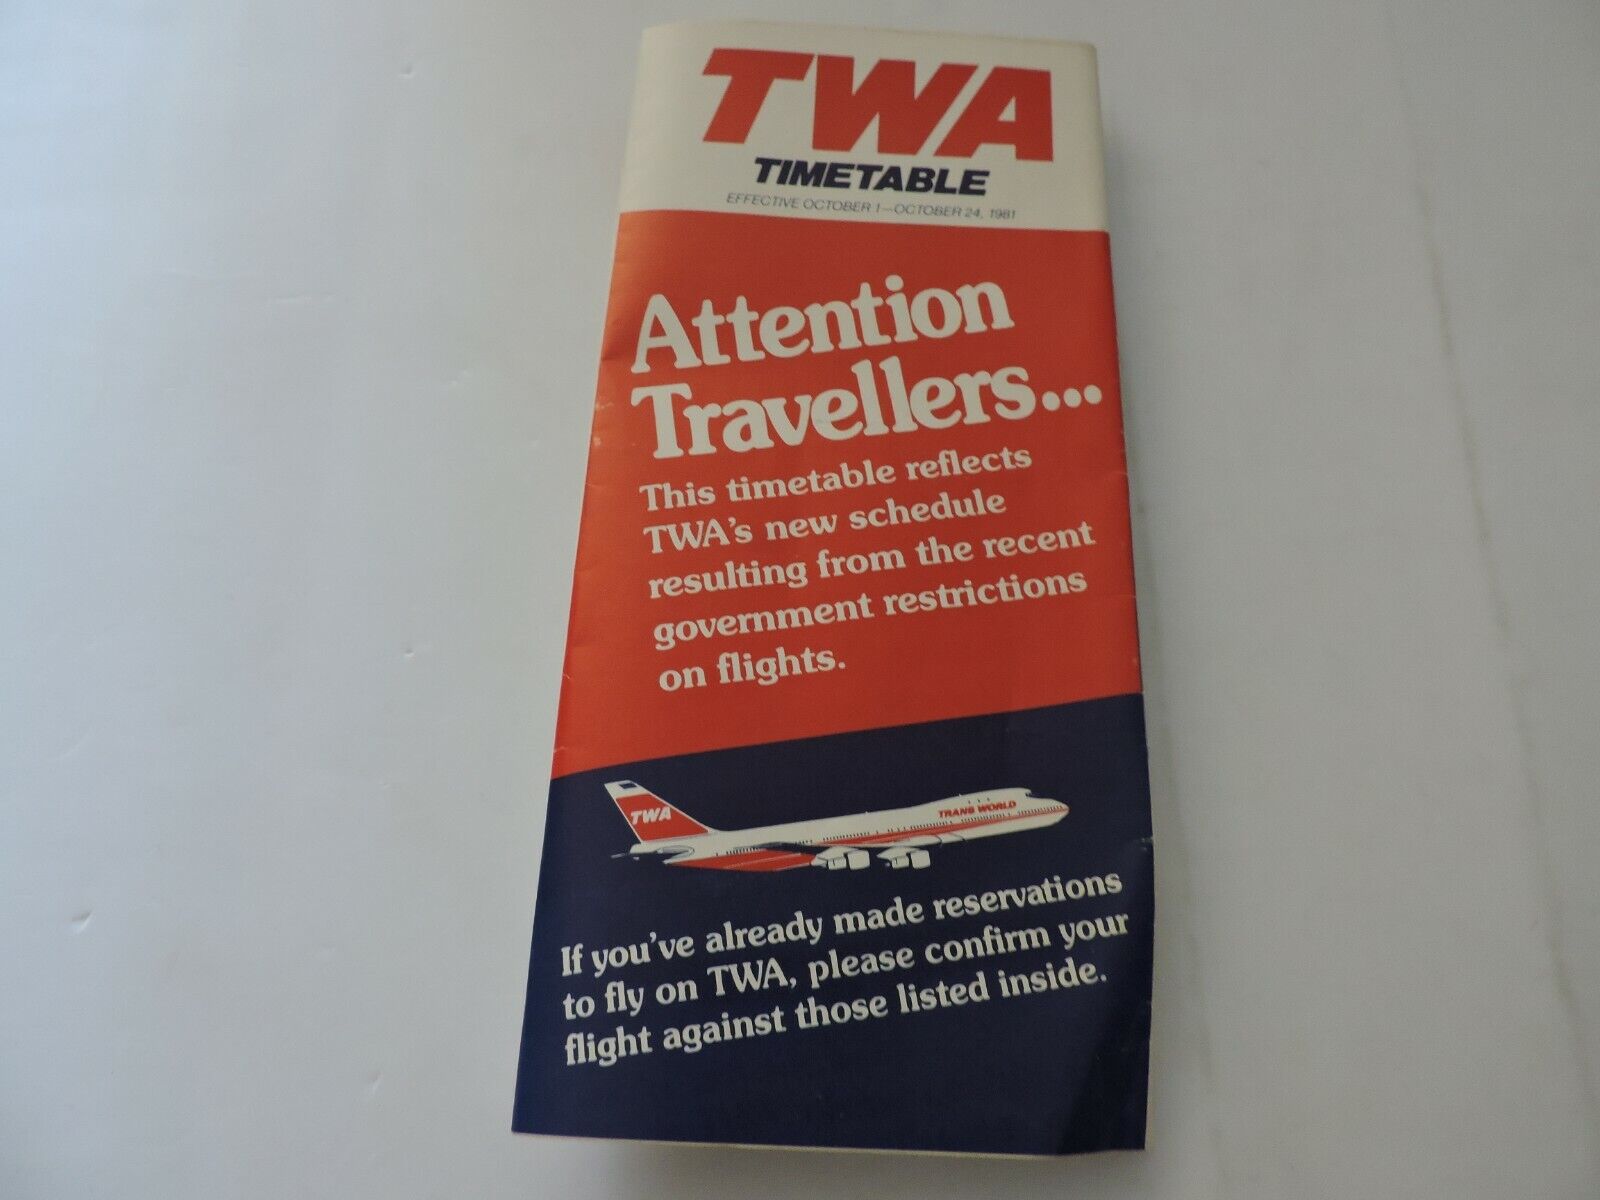 TWA
TIMETABLE
EFFECTIVE OCTOBER 1—OCTOBER 24, 1981
Attention
Travellers...
This timetable reflects
TWA's new schedule
resulting from the recent
government restrictions
on flights.
TWA
TRANS WORLD
If you've already made reservations
to fly on TWA, please confirm your
flight against those listed inside.